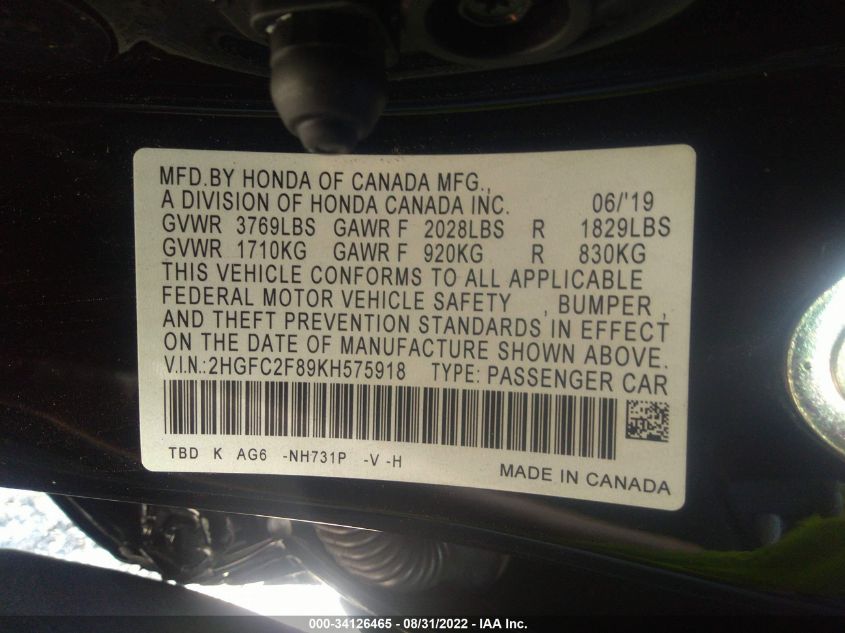 MFD.BY HONDA OF CANADA MFG.,
A DIVISION OF HONDA CANADA INC. 06/'19
GVWR 3769LBS GAWR F 2028LBS R 1829LBS
GVWR 1710KG GAWR F 920KG R 830KG
THIS VEHICLE CONFORMS TO ALL APPLICABLE
FEDERAL MOTOR VEHICLE SAFETY , BUMPER ,
AND THEFT PREVENTION STANDARDS IN EFFECT
ON THE DATE OF MANUFACTURE SHOWN ABOVE.
V.I.N.:2HGFC2F89KH575918 TYPE: PASSENGER CAR
TBD K AG6 -NH731P -V -H
MADE IN CANADA
000-34126465 - 08/31/2022 - IAA Inc.